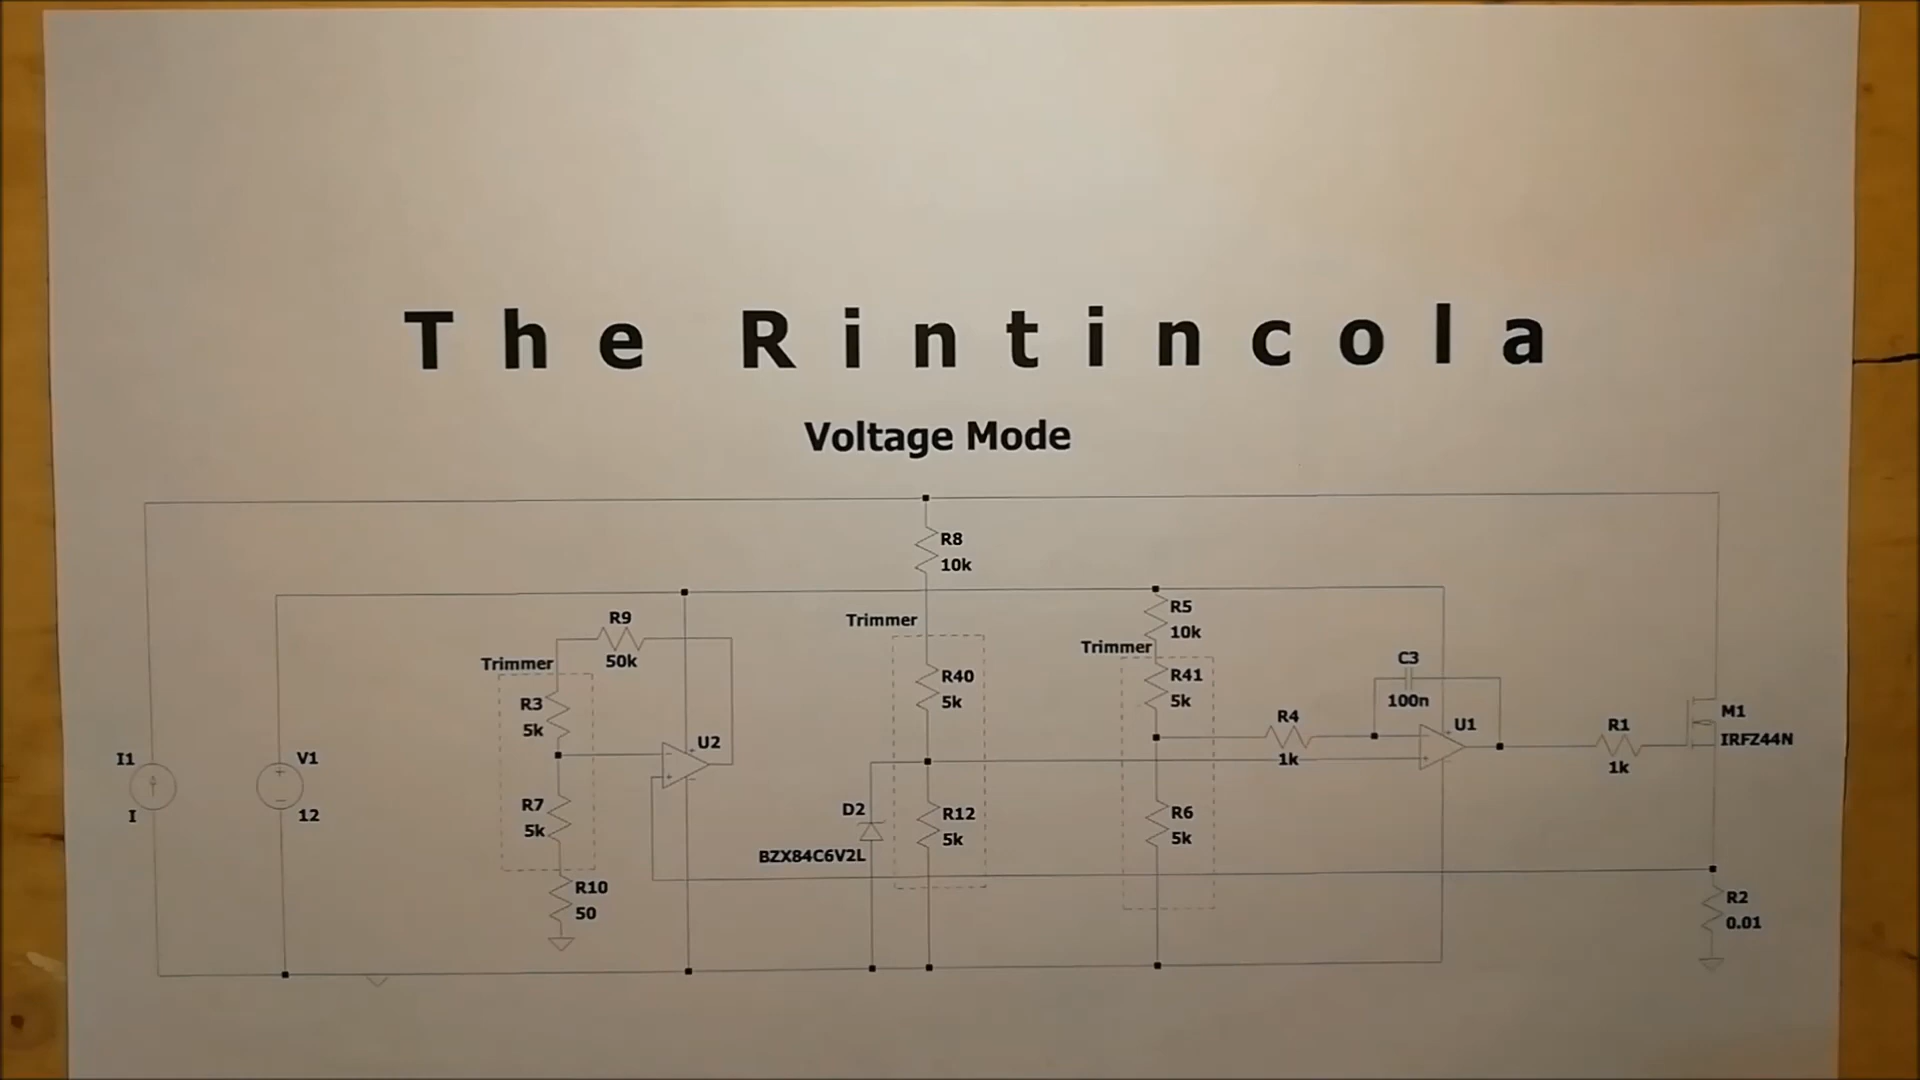 The Rintincola
Voltage Mode
R8
10k
R9
50k
Trimmer
R5
10k
Trimmer
Trimmer
R3
5k
R40
5k
R41
5k
C3
100n
R4
1k
U1
U2
R1
1k
M1
IRFZ44N
I1
I
V1
12
R7
5k
D2
BZX84C6V2L
R12
5k
R6
5k
R10
50
R2
0.01